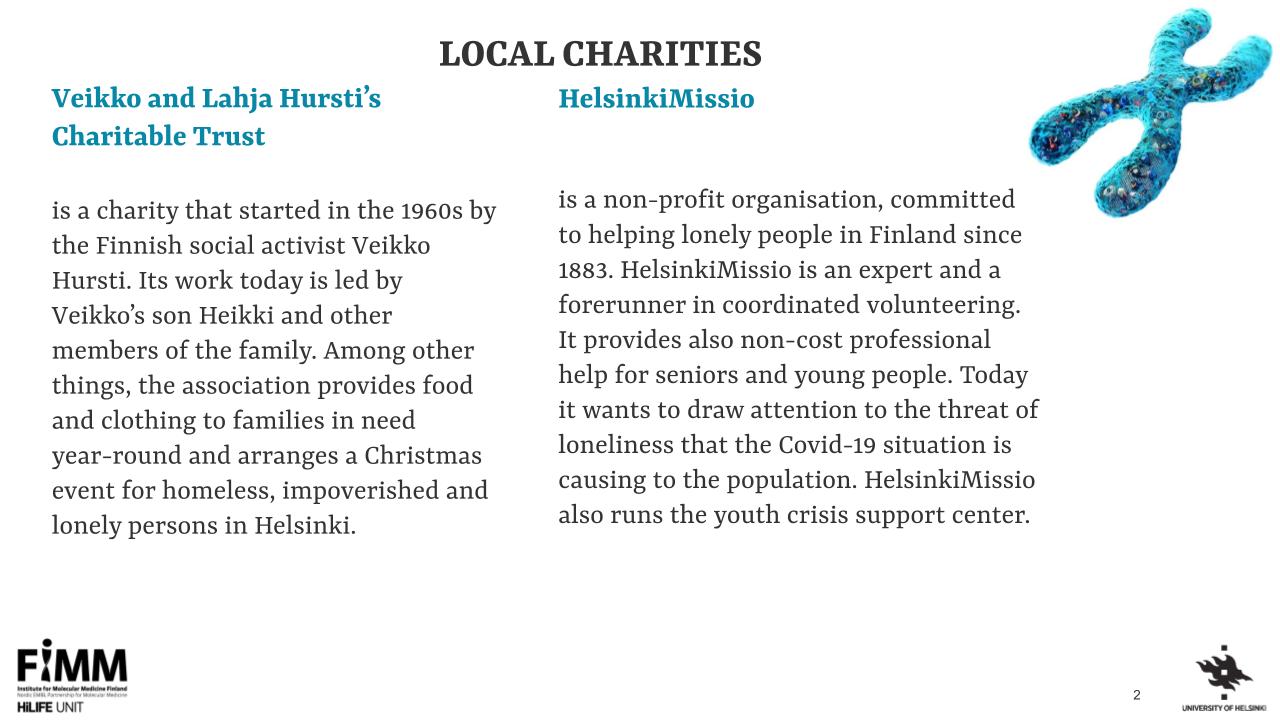 LOCAL CHARITIES
Veikko and Lahja Hursti’s
Charitable Trust
is a charity that started in the 1960s by
the Finnish social activist Veikko
Hursti. Its work today is led by
Veikko’s son Heikki and other
members of the family. Among other
things, the association provides food
and clothing to families in need
year-round and arranges a Christmas
event for homeless, impoverished and
lonely persons in Helsinki.
HelsinkiMissio
is a non-profit organisation, committed
to helping lonely people in Finland since
1883. HelsinkiMissio is an expert and a
forerunner in coordinated volunteering.
It provides also non-cost professional
help for seniors and young people. Today
it wants to draw attention to the threat of
loneliness that the Covid-19 situation is
causing to the population. HelsinkiMissio
also runs the youth crisis support center.
FiMM
Institute for Molecular Medicine Finland
Nordic EMBL Partnership for Molecular Medicine
HiLIFE UNIT
2
UNIVERSITY OF HELSINKI